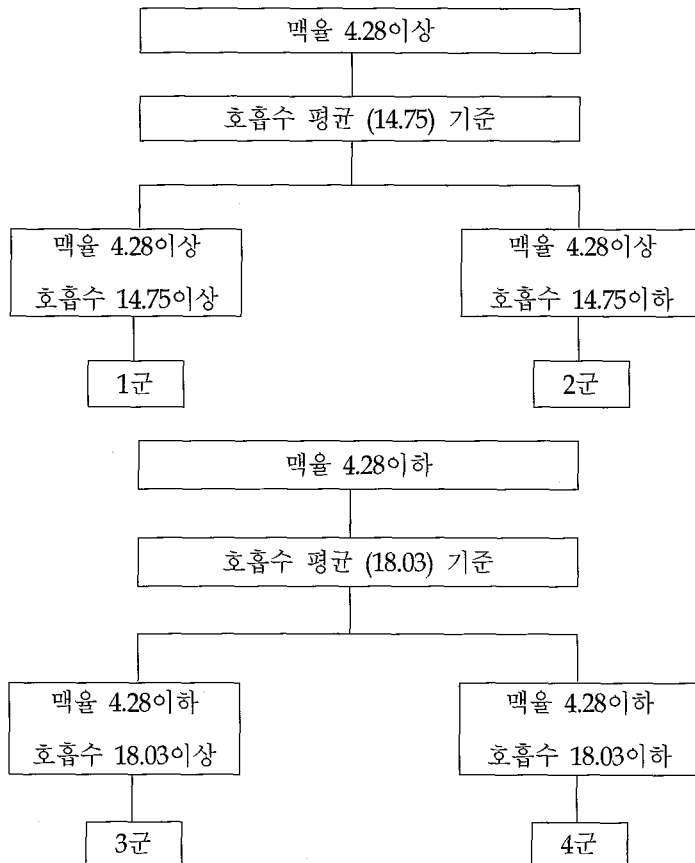 맥율 4.28이상
호흡수 평균 (14.75) 기준
맥율 4.28이상
호흡수 14.75이상
맥율 4.28이상
호흡수 14.75이하
1군
2군
맥율 4.28이하
호흡수 평균 (18.03) 기준
맥율 4.28이하
호흡수 18.03이상
맥율 4.28이하
호흡수 18.03이하
3군
4군